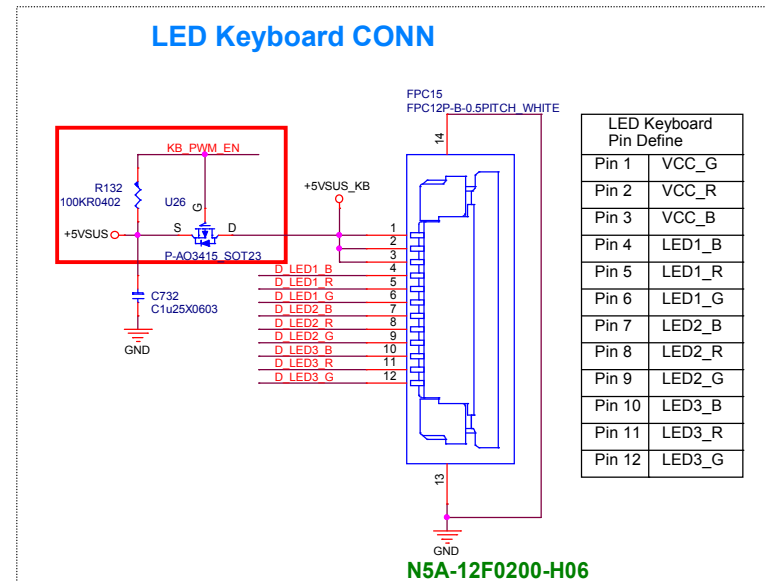 LED Keyboard CONN
FPC15
FPC12P-B-0.5PITCH_WHITE
14
KB_PWM_EN
R132
100KR0402
U26
G
S
D
+5VSUS
P-AO3415_SOT23
+5VSUS_KB
C732
C1u25X0603
GND
1
2
3
D_LED1_B 4
D_LED1_R 5
D_LED1_G 6
D_LED2_B 7
D_LED2_R 8
D_LED2_G 9
D_LED3_B 10
D_LED3_R 11
D_LED3_G 12
13
GND
N5A-12F0200-H06
LED Keyboard
Pin Define
Pin 1 VCC_G
Pin 2 VCC_R
Pin 3 VCC_B
Pin 4 LED1_B
Pin 5 LED1_R
Pin 6 LED1_G
Pin 7 LED2_B
Pin 8 LED2_R
Pin 9 LED2_G
Pin 10 LED3_B
Pin 11 LED3_R
Pin 12 LED3_G